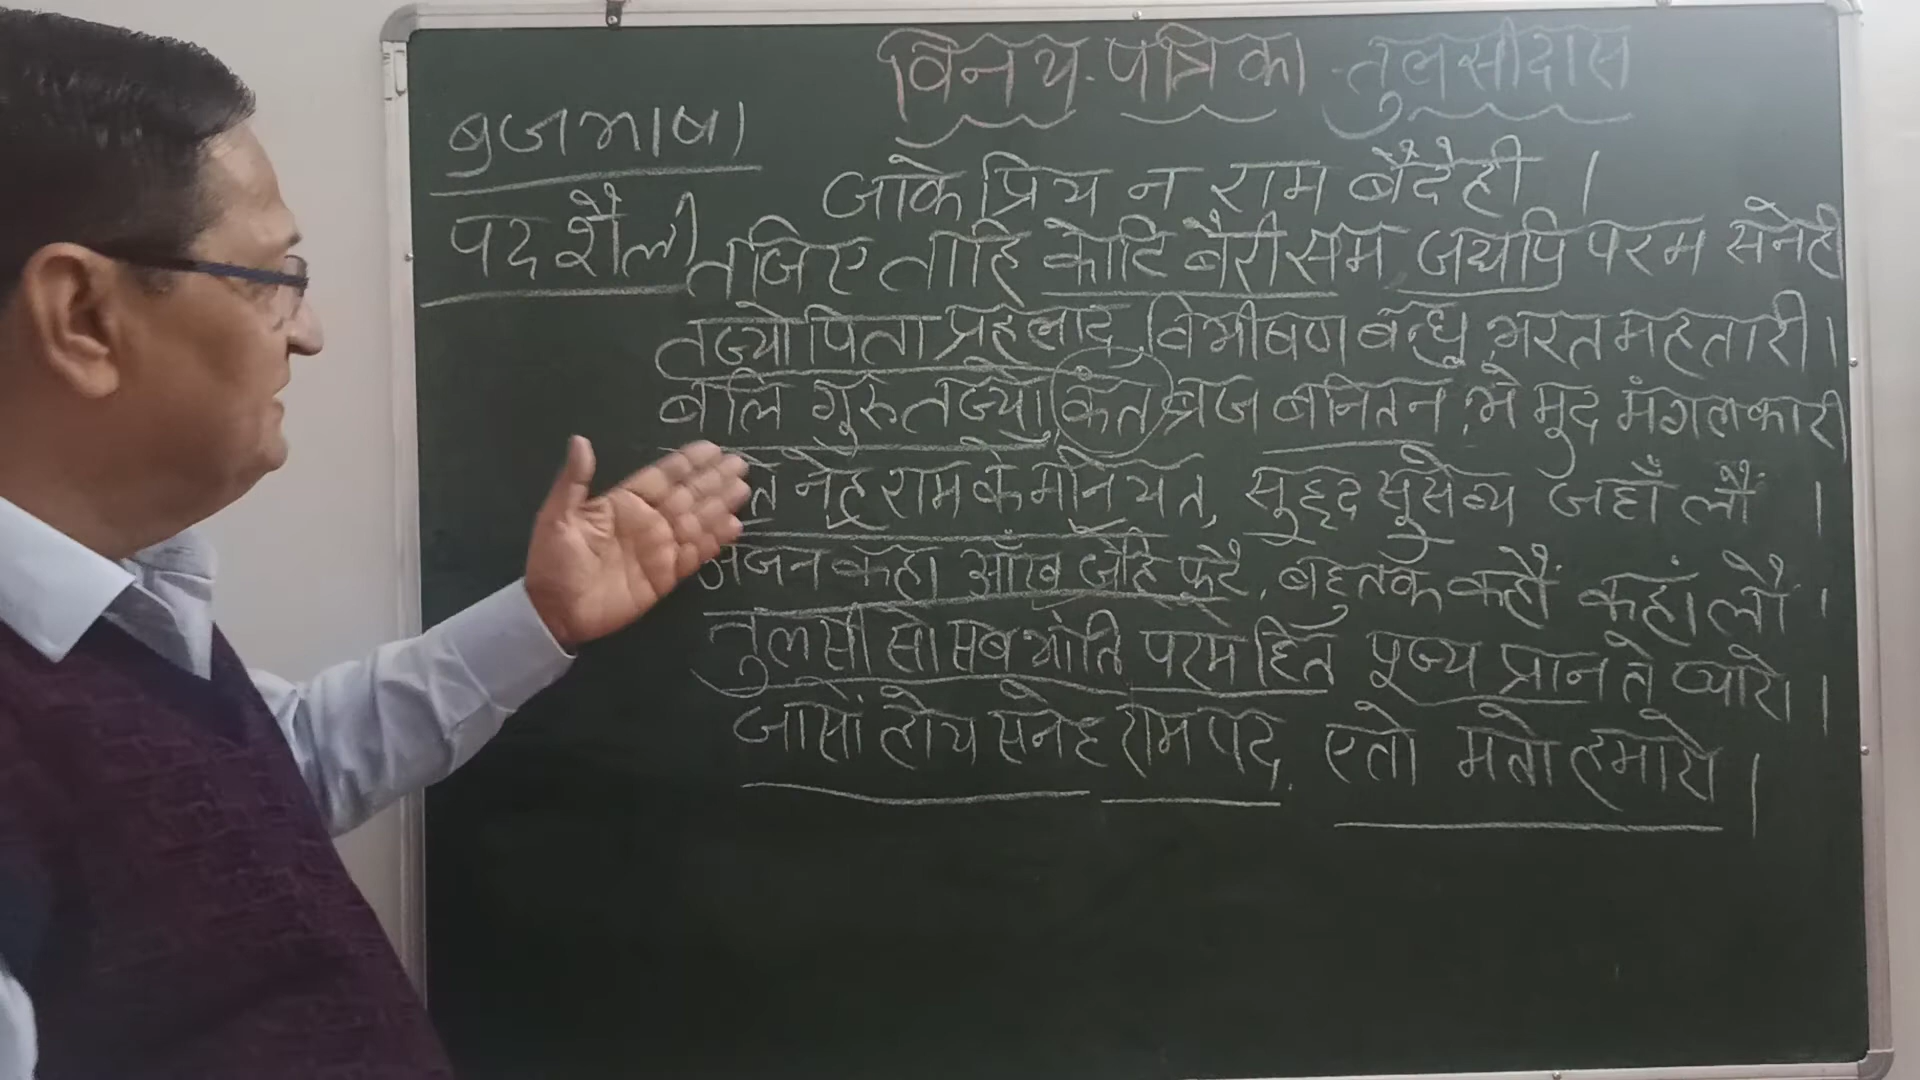 विनय-पत्रिका -तुलसीदास
ब्रजभाषा
पद शैली
जाके प्रिय न राम बैदेही ।
तजिए ताहि कोटि बैरी सम जद्यपि परम सनेही
तज्यो पिता प्रहलाद, विभीषण बन्धु, भरत महतारी।
बलि गुरु तज्यो, कंत ब्रज बनितन, भे मुद मंगलकारी
नेह राम के मनियत, सुहृद सुसेव्य जहाँ लौं ।
अंजन कहा आँख जेहि फूटै, बहुतक कहौं कहां लौं ।
तुलसी सो सब भांति परम हित पूज्य प्रान ते प्यारो ।
जासों होय सनेह राम पद, एतो मतो हमारो ।